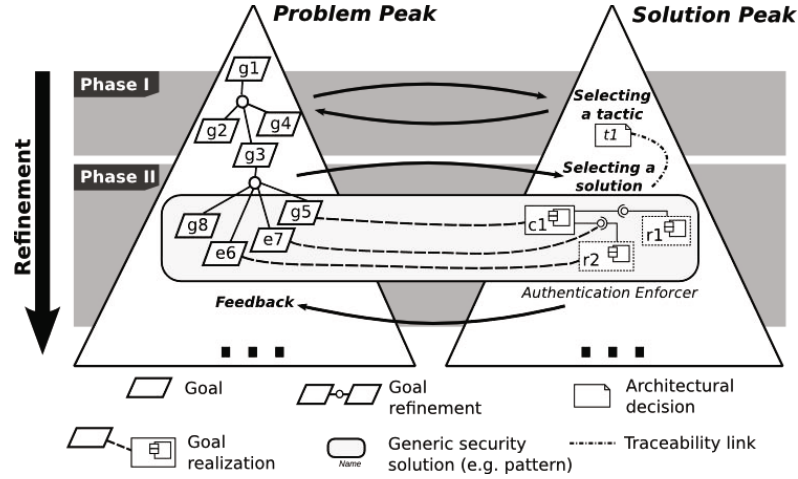 Problem Peak
Solution Peak
Refinement
Phase I
g1
g2
g4
g3
Selecting
a tactic
t1
Phase II
Selecting a
solution
g8
g5
e7
e6
c1
r1
r2
Feedback
Authentication Enforcer
Goal
Goal
refinement
Architectural
decision
Goal
realization
Name
Generic security
solution (e.g. pattern)
Traceability link